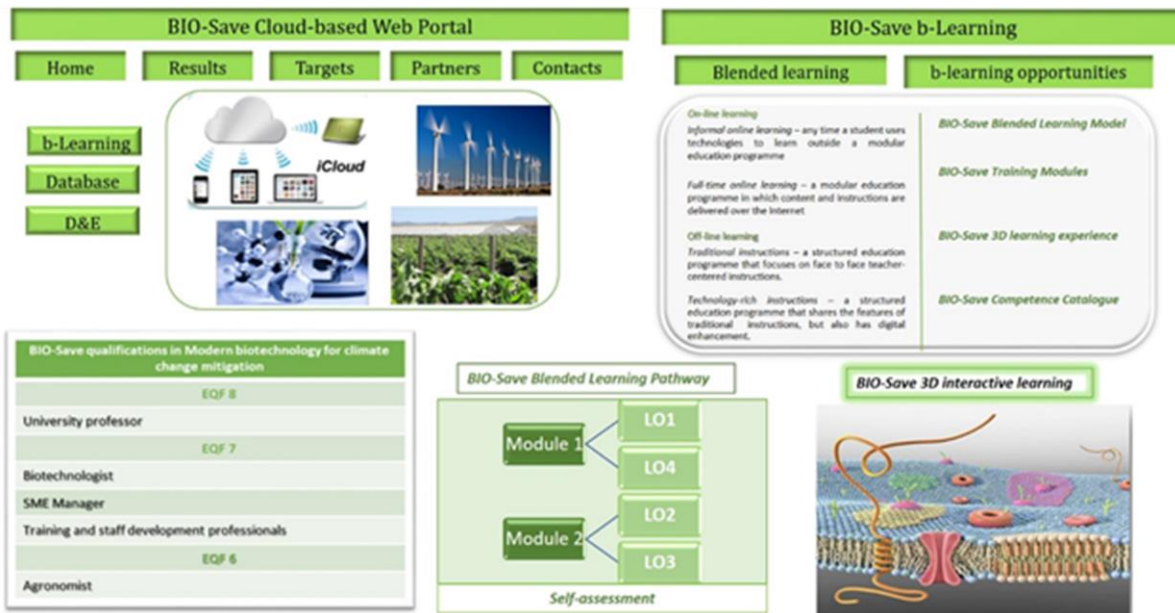 BIO-Save Cloud-based Web Portal
Home
Results
Targets
Partners
Contacts
b-Learning
Database
D&E
iCloud
BIO-Save b-Learning
Blended learning
b-learning opportunities
On-line learning
Informal online learning – any time a student uses
technologies to learn outside a modular
education programme
Full-time online learning – a modular education
programme in which content and instructions are
delivered over the Internet
Off-line learning
Traditional instructions – a structured education
programme that focuses on face to face teacher-
centered instructions.
Technology-rich instructions – a structured
education programme that shares the features of
traditional instructions, but also has digital
enhancement.
BIO-Save Blended Learning Model
BIO-Save Training Modules
BIO-Save 3D learning experience
BIO-Save Competence Catalogue
BIO-Save qualifications in Modern biotechnology for climate
change mitigation
EQF 8
University professor
EQF 7
Biotechnologist
SME Manager
Training and staff development professionals
EQF 6
Agronomist
BIO-Save Blended Learning Pathway
Module 1
LO1
LO4
Module 2
LO2
LO3
Self-assessment
BIO-Save 3D interactive learning